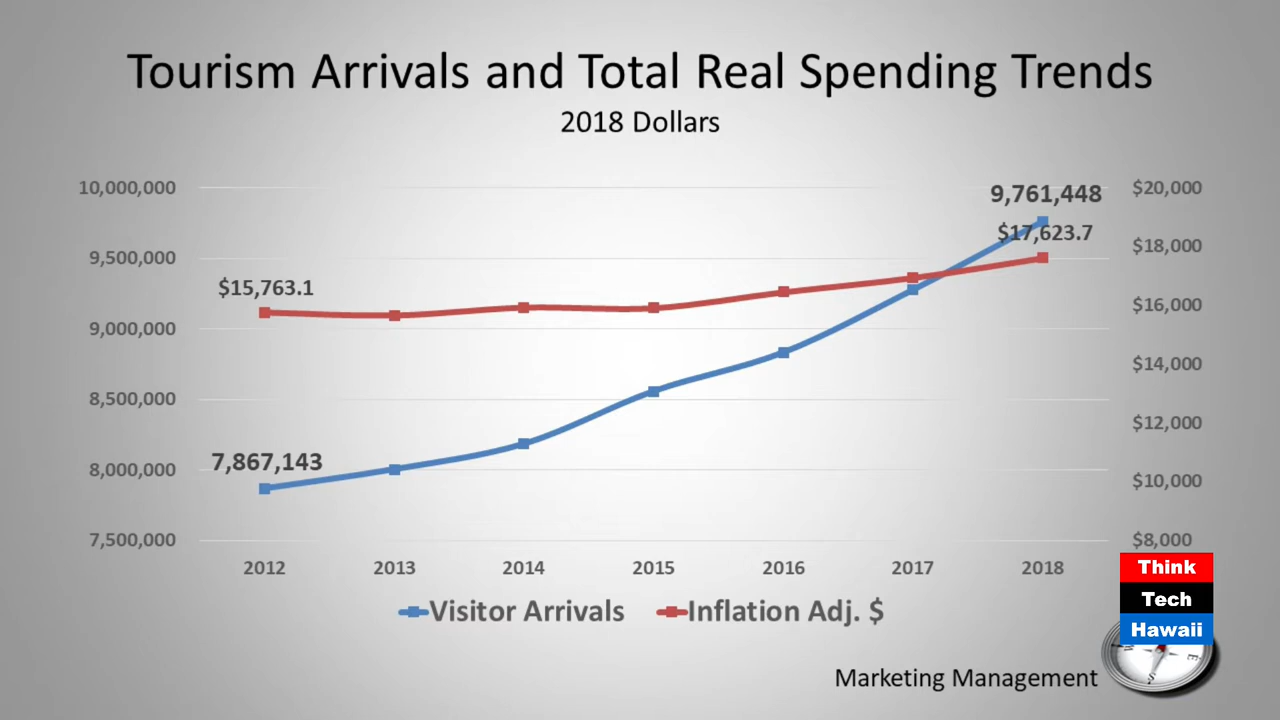 Tourism Arrivals and Total Real Spending Trends
2018 Dollars
10,000,000
9,500,000
9,000,000
8,500,000
8,000,000
7,500,000
$20,000
$18,000
$16,000
$14,000
$12,000
$10,000
$8,000
9,761,448
$17,623.7
$15,763.1
7,867,143
2012 2013 2014 2015 2016 2017 2018
Visitor Arrivals Inflation Adj. $
Think
Tech
Hawaii
E
S
Marketing Management